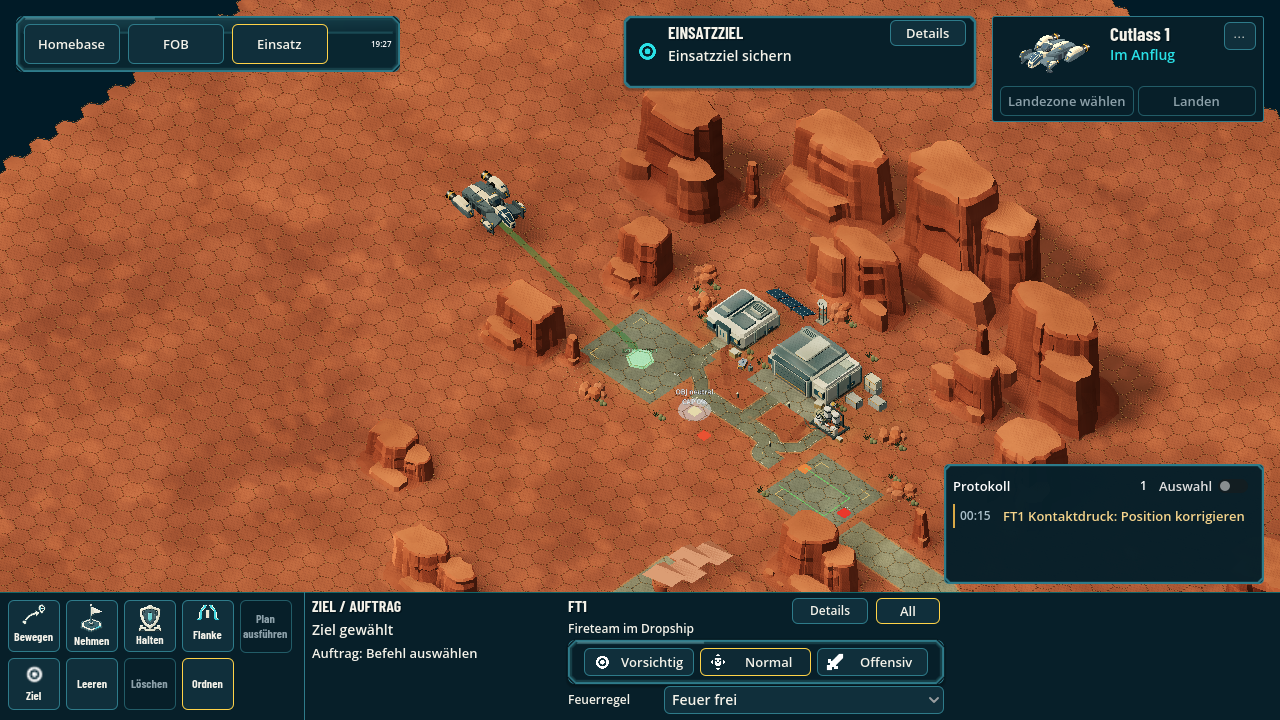 Homebase
FOB
Einsatz
19:27
EINSATZZIEL
Einsatzziel sichern
Details
Cutlass 1
Im Anflug
...
Landezone wählen
Landen
OBJ neutral
Protokoll
1
Auswahl
00:15
FT1 Kontaktdruck: Position korrigieren
Bewegen
Nehmen
Halten
Flanke
Plan
ausführen
Ziel
Leeren
Löschen
Ordnen
ZIEL / AUFTRAG
Ziel gewählt
Auftrag: Befehl auswählen
FT1
Fireteam im Dropship
Details
All
Vorsichtig
Normal
Offensiv
Feuerregel
Feuer frei